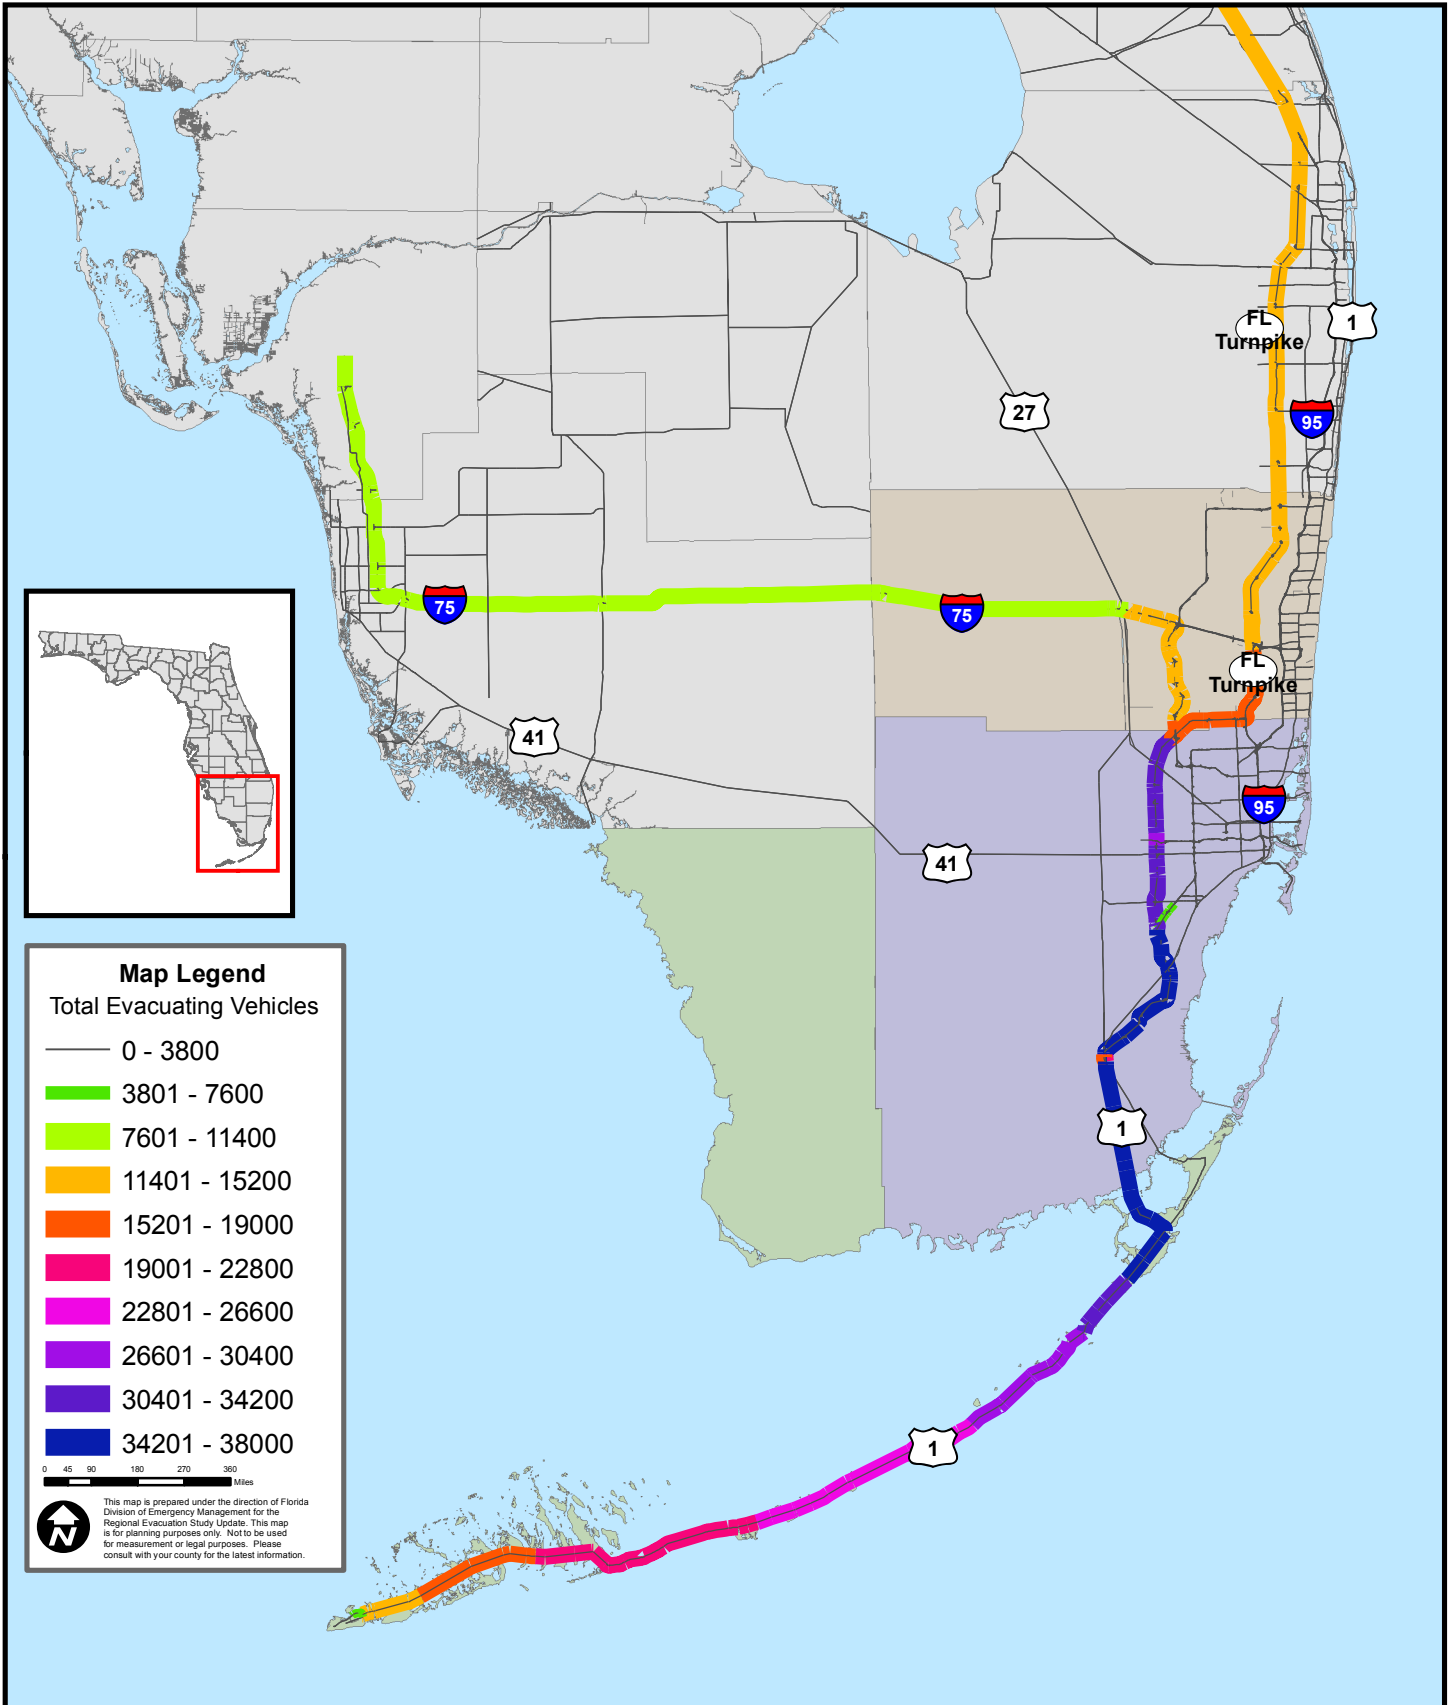 FL
Turnpike
1
95
27
75
75
FL
Turnpike
41
95
41
1
1
Map Legend
Total Evacuating Vehicles
0 - 3800
3801 - 7600
7601 - 11400
11401 - 15200
15201 - 19000
19001 - 22800
22801 - 26600
26601 - 30400
30401 - 34200
34201 - 38000
0 45 90 180 270 360
Miles
N
This map is prepared under the direction of Florida
Division of Emergency Management for the
Regional Evacuation Study Update. This map
is for planning purposes only. Not to be used
for measurement or legal purposes. Please
consult with your county for the latest information.